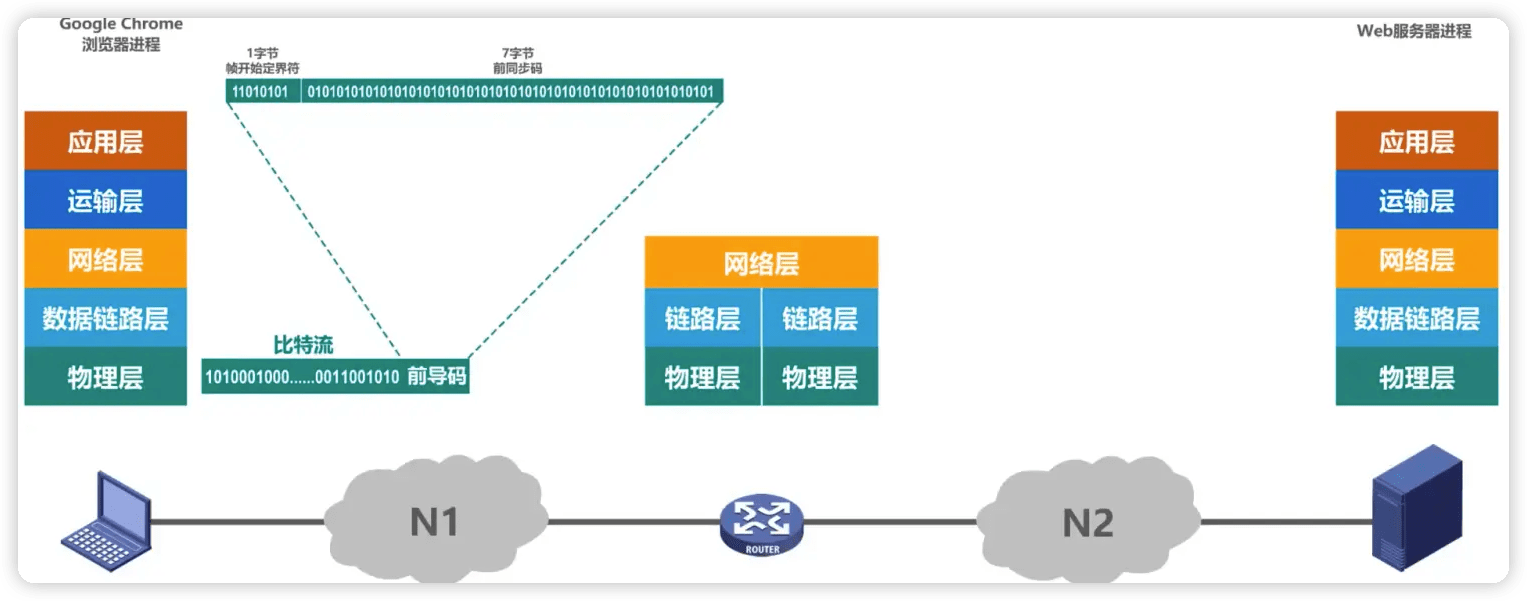 Google Chrome
浏览器进程
Web服务器进程
1字节
帧开始定界符
7字节
前同步码
11010101
01010101010101010101010101010101010101010101010101010101
应用层
运输层
网络层
数据链路层
物理层
比特流
1010001000......0011001010 前导码
网络层
链路层 链路层
物理层 物理层
应用层
运输层
网络层
数据链路层
物理层
N1
ROUTER
N2